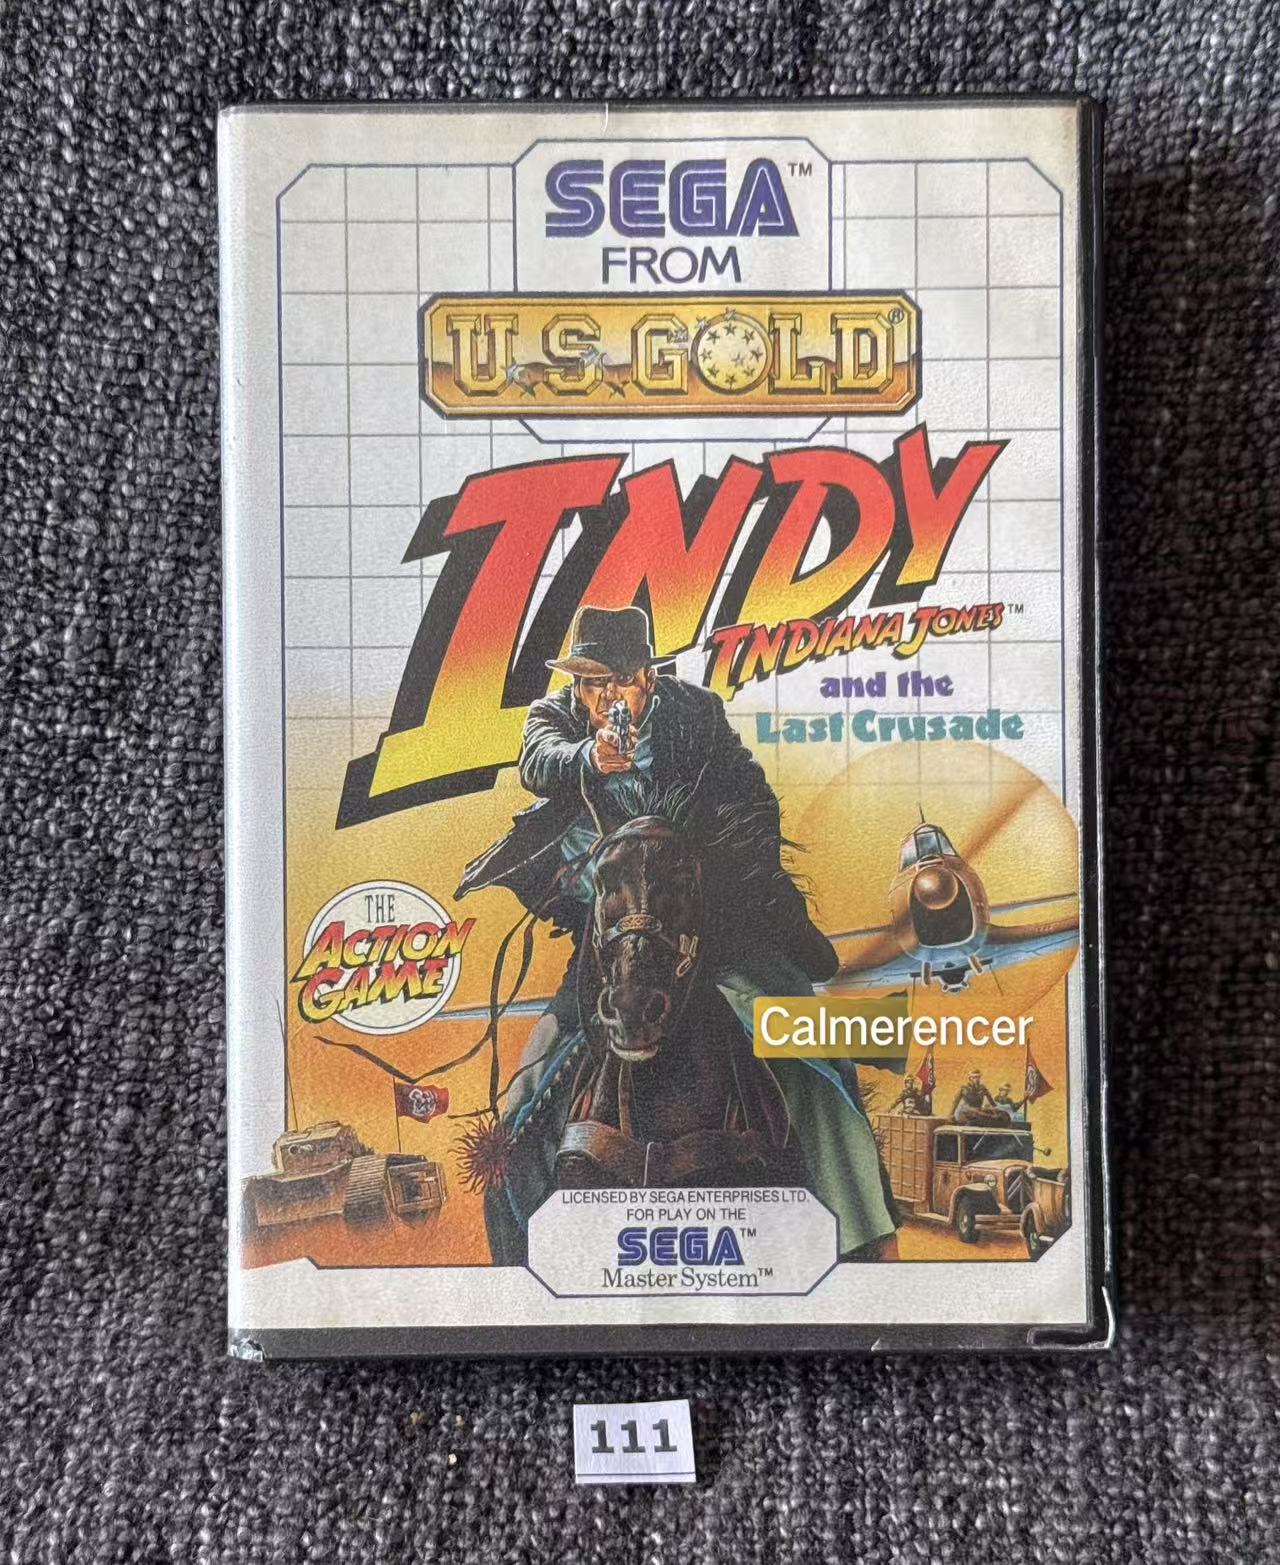 SEGA™
FROM
U.S. GOLD®
INDY
INDIANA JONES™
and the
Last Crusade
THE
ACTION
GAME
Calmerencer
LICENSED BY SEGA ENTERPRISES LTD.
FOR PLAY ON THE
SEGA™
Master System™
111